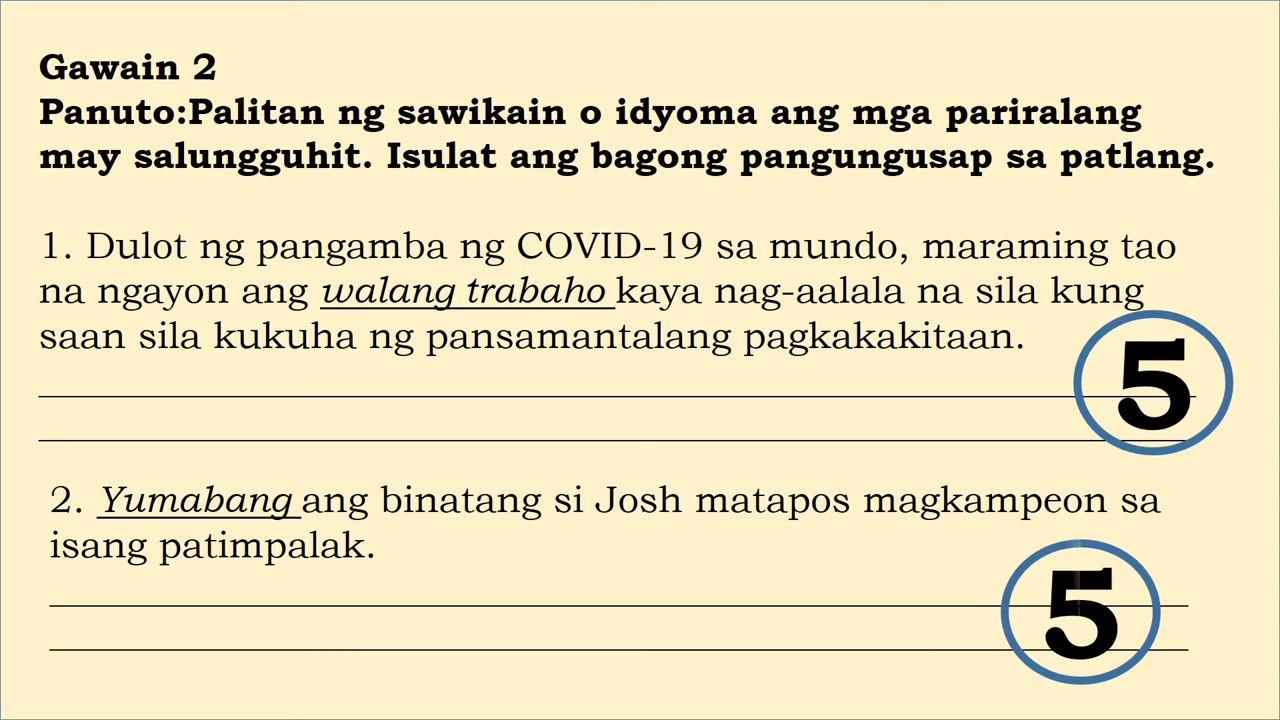 Gawain 2
Panuto:Palitan ng sawikain o idyoma ang mga pariralang
may salungguhit. Isulat ang bagong pangungusap sa patlang.
1. Dulot ng pangamba ng COVID-19 sa mundo, maraming tao
na ngayon ang walang trabaho kaya nag-aalala na sila kung
saan sila kukuha ng pansamantalang pagkakakitaan.
5
2. Yumabang ang binatang si Josh matapos magkampeon sa
isang patimpalak.
5